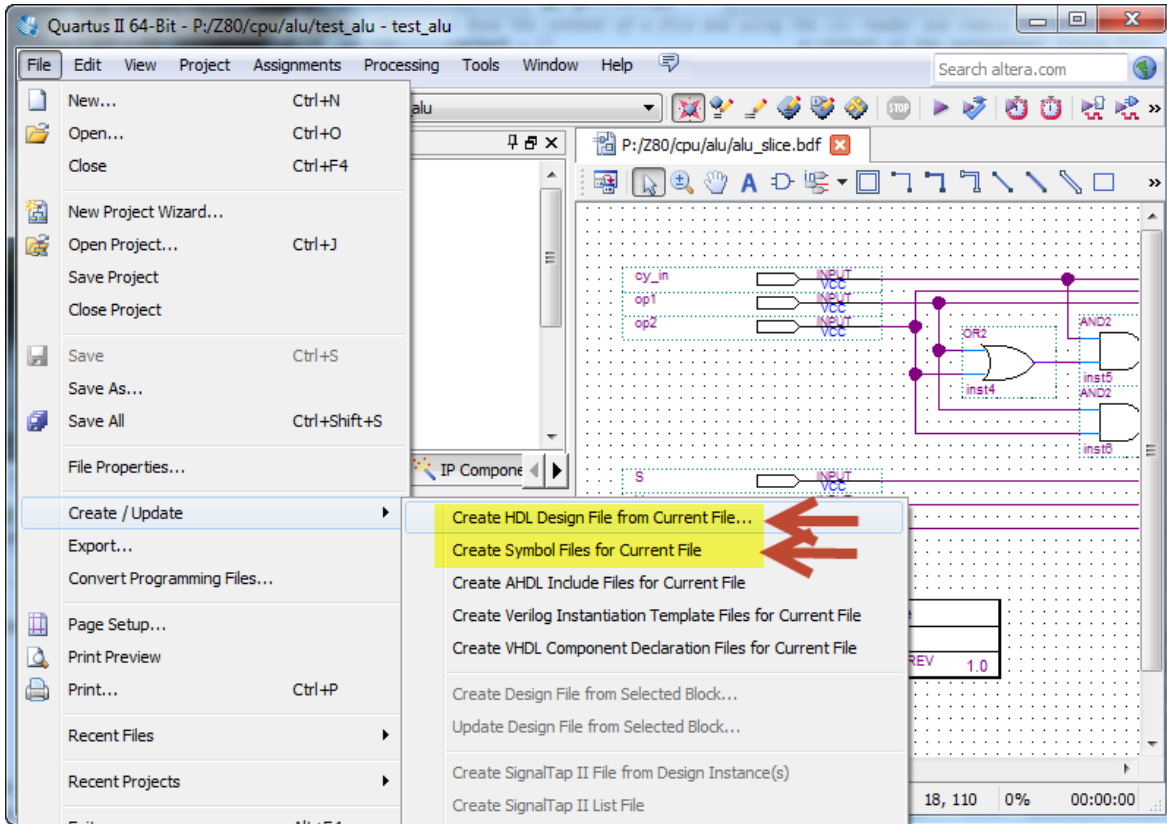 Quartus II 64-Bit - P:/Z80/cpu/alu/test_alu - test_alu
File Edit View Project Assignments Processing Tools Window Help
Search altera.com
New... Ctrl+N
Open... Ctrl+O
Close Ctrl+F4
New Project Wizard...
Open Project... Ctrl+J
Save Project
Close Project
Save Ctrl+S
Save As...
Save All Ctrl+Shift+S
File Properties...
Create / Update
Export...
Convert Programming Files...
Page Setup...
Print Preview
Print... Ctrl+P
Recent Files
Recent Projects
alu
STOP
P:/Z80/cpu/alu/alu_slice.bdf
A
cy_in INPUT
VCC
op1 INPUT
VCC
op2 INPUT
VCC
OR2
inst4
AND2
inst5
AND2
inst6
S INPUT
VCC
IP Compone
Create HDL Design File from Current File...
Create Symbol Files for Current File
Create AHDL Include Files for Current File
Create Verilog Instantiation Template Files for Current File
Create VHDL Component Declaration Files for Current File
Create Design File from Selected Block...
Update Design File from Selected Block...
Create SignalTap II File from Design Instance(s)
Create SignalTap II List File
REV 1.0
18, 110 0% 00:00:00